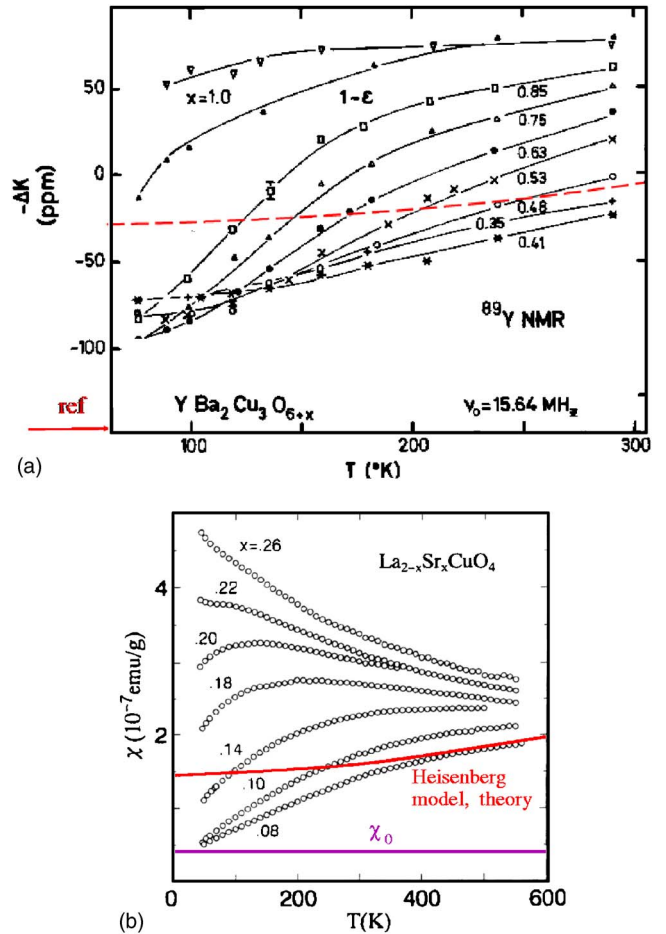 (a)
50
0
-50
-100
-ΔK
(ppm)
x=1.0
1-ε
0.85
0.75
0.63
0.53
0.48
0.35
0.41
89Y NMR
ref
Y Ba2 Cu3 O6+x
ν0=15.64 MHz
100
200
300
T (°K)
(b)
4
2
0
χ (10-7emu/g)
x=.26
.22
.20
.18
.14
.10
.08
La2-xSrxCuO4
Heisenberg
model, theory
χ0
0
200
400
600
T(K)